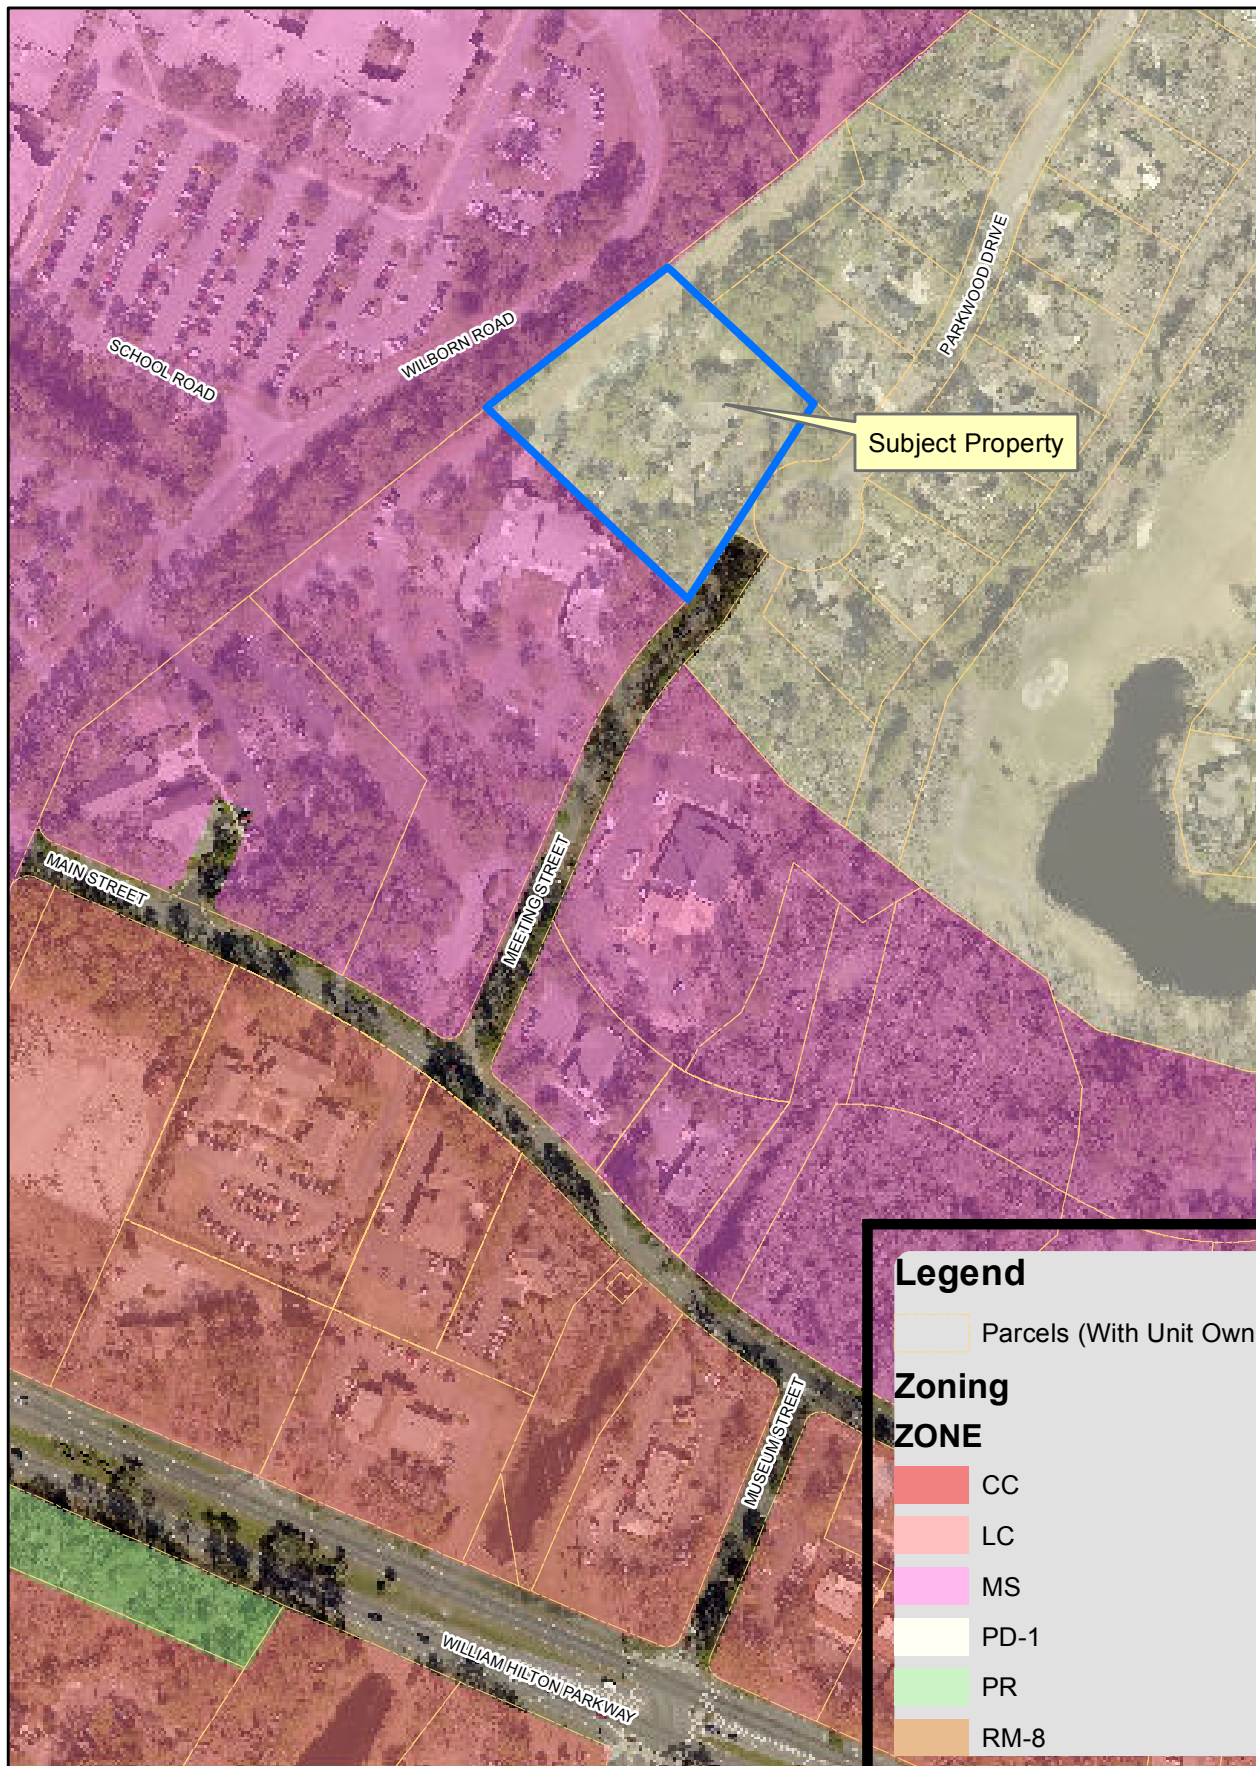 PARKWOOD DRIVE
WILBORN ROAD
SCHOOL ROAD
Subject Property
MAIN STREET
MEETING STREET
MUSEUM STREET
WILLIAM HILTON PARKWAY
Legend
Parcels (With Unit Own
Zoning
ZONE
CC
LC
MS
PD-1
PR
RM-8